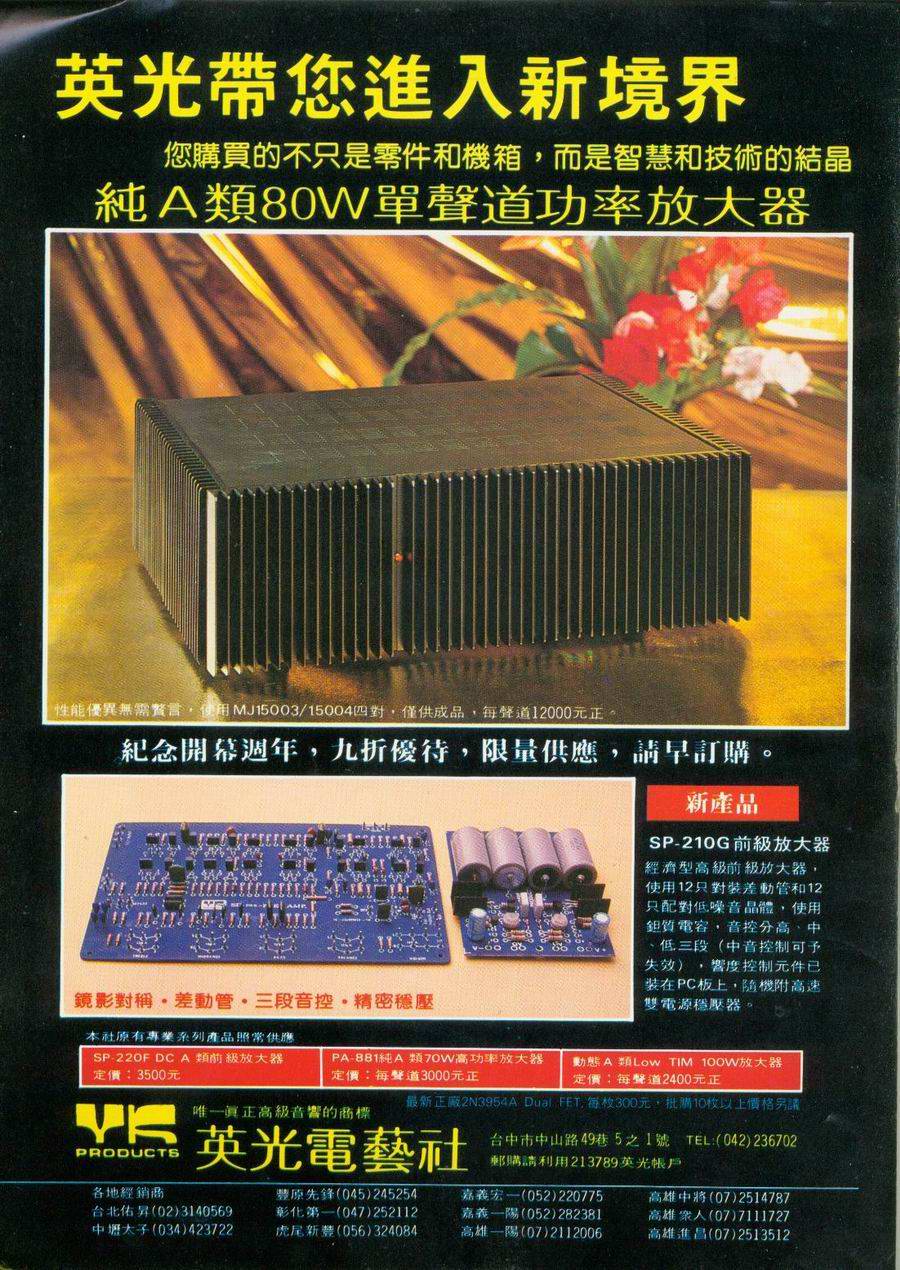 英光帶您進入新境界
您購買的不只是零件和機箱，而是智慧和技術的結晶
純A類80W單聲道功率放大器
性能優異無需贅言，使用MJ15003/15004四對，僅供成品，每聲道12000元正。
紀念開幕週年，九折優待，限量供應，請早訂購。
新產品
SP-210G前級放大器
經濟型高級前級放大器，
使用12只對裝差動管和12
只配對低噪音晶體，使用
鉭質電容，音控分高、中
、低三段（中音控制可予
失效），響度控制元件已
裝在PC板上，隨機附高速
雙電源穩壓器。
鏡影對稱・差動管・三段音控・精密穩壓
本社原有專業系列產品照常供應
SP-220F DC A 類前級放大器
定價：3500元
PA-881純A 類70W高功率放大器
定價：每聲道3000元正
動態A 類Low TIM 100W放大器
定價：每聲道2400元正
最新正廠2N3954A Dual FET, 每枚300元，批購10枚以上價格另議
YK
PRODUCTS
唯一眞正高級音響的商標
英光電藝社
台中市中山路49巷5之1號 TEL:(042)236702
郵購請利用213789英光帳戶
各地經銷商
台北佑昇(02)3140569
中壢太子(034)423722
豐原先鋒(045)245254
彰化第一(047)252112
虎尾新豐(056)324084
嘉義宏一(052)220775
嘉義一陽(052)282381
高雄一陽(07)2112006
高雄中將(07)2514787
高雄衆人(07)7111727
高雄進昌(07)2513512